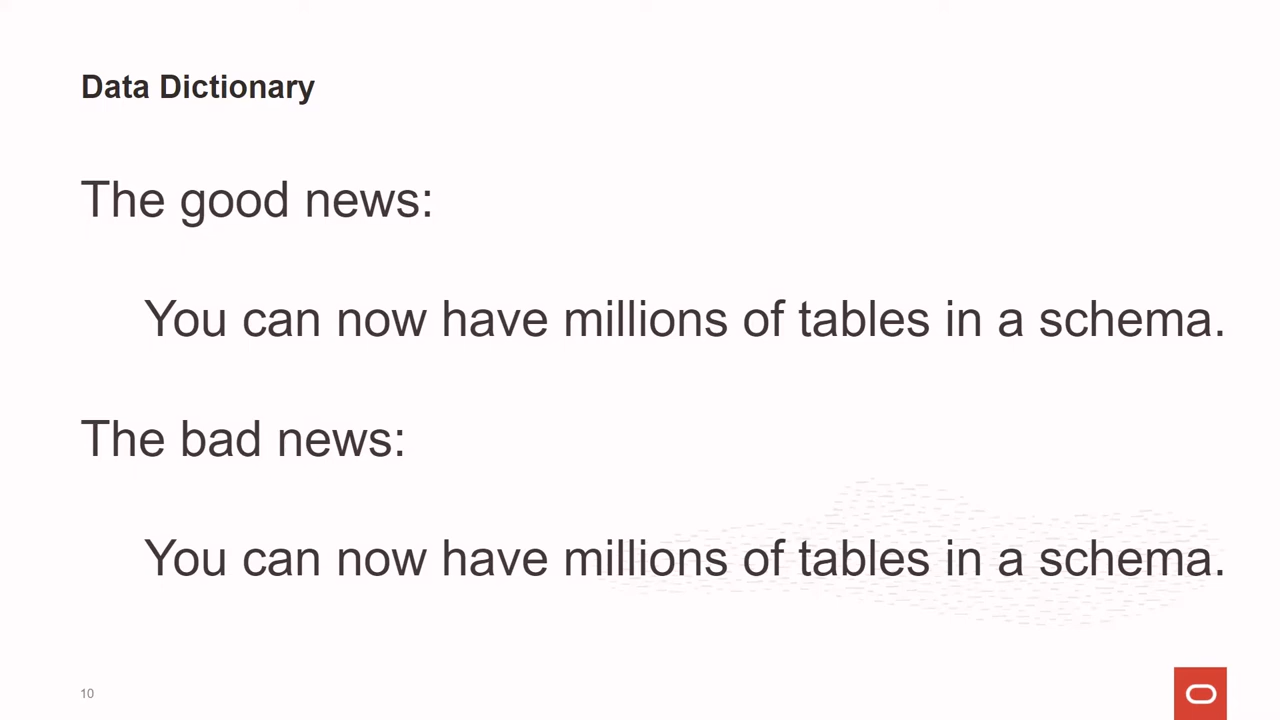 Data Dictionary
The good news:
You can now have millions of tables in a schema.
The bad news:
You can now have millions of tables in a schema.
10